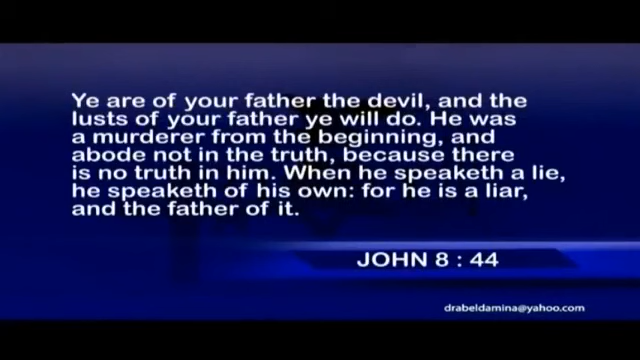 Ye are of your father the devil, and the
lusts of your father ye will do. He was
a murderer from the beginning, and
abode not in the truth, because there
is no truth in him. When he speaketh a lie,
he speaketh of his own: for he is a liar,
and the father of it.
JOHN 8 : 44
drabeldamina@yahoo.com